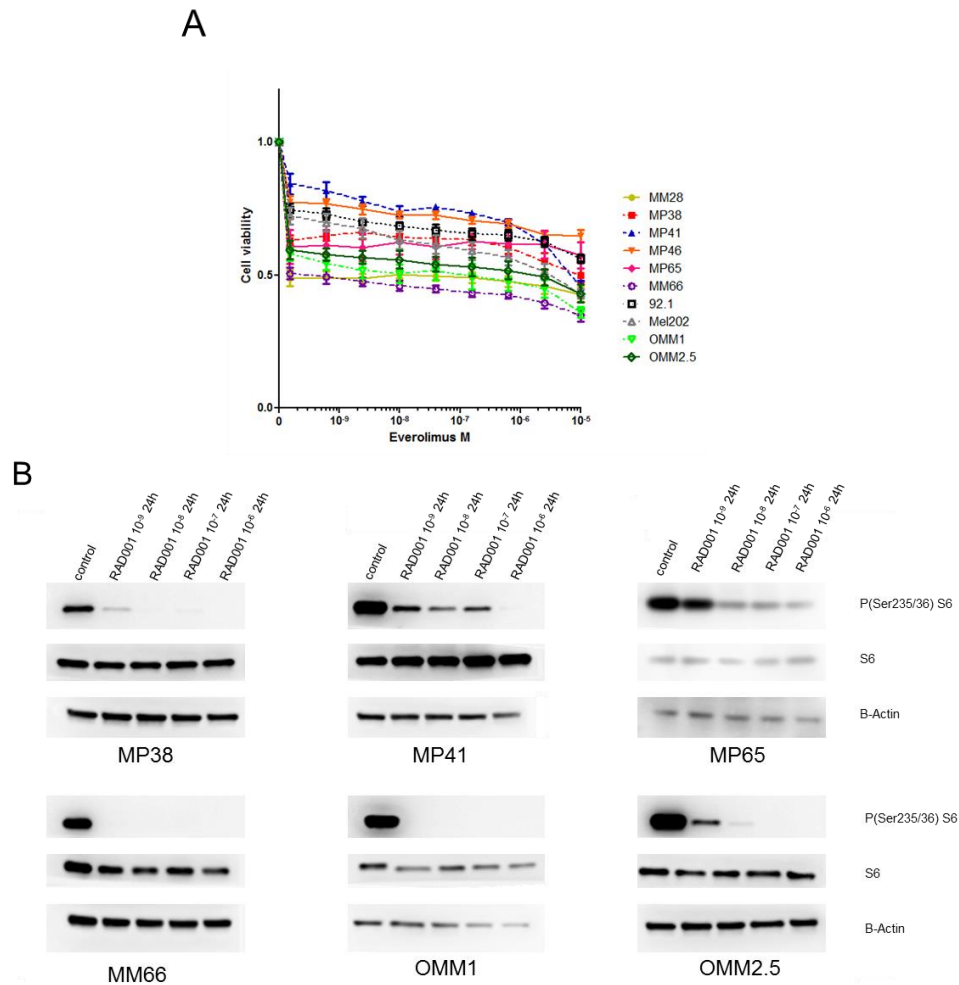 A
Cell viability
1.0
0.5
0.0
0 10⁻⁹ 10⁻⁸ 10⁻⁷ 10⁻⁶ 10⁻⁵
Everolimus M
MM28
MP38
MP41
MP46
MP65
MM66
92.1
Mel202
OMM1
OMM2.5
B
control RAD001 10⁻⁹ 24h RAD001 10⁻⁸ 24h RAD001 10⁻⁷ 24h RAD001 10⁻⁶ 24h
control RAD001 10⁻⁹ 24h RAD001 10⁻⁸ 24h RAD001 10⁻⁷ 24h RAD001 10⁻⁶ 24h
control RAD001 10⁻⁹ 24h RAD001 10⁻⁸ 24h RAD001 10⁻⁷ 24h RAD001 10⁻⁶ 24h
P(Ser235/36) S6
S6
B-Actin
MP38 MP41 MP65
P(Ser235/36) S6
S6
B-Actin
MM66 OMM1 OMM2.5